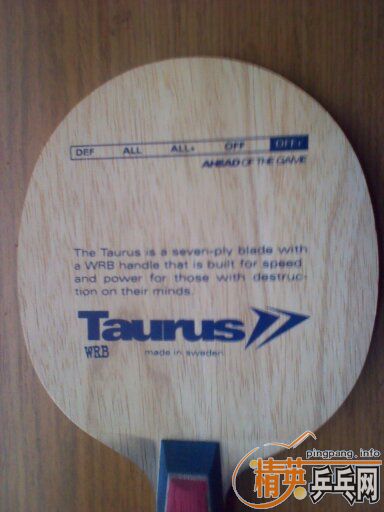 DEF ALL ALL+ OFF OFF+
AHEAD OF THE GAME
The Taurus is a seven-ply blade with
a WRB handle that is built for speed
and power for those with destruc-
tion on their minds.
Taurus
WRB made in sweden
pingpang.info
精英乒乓网